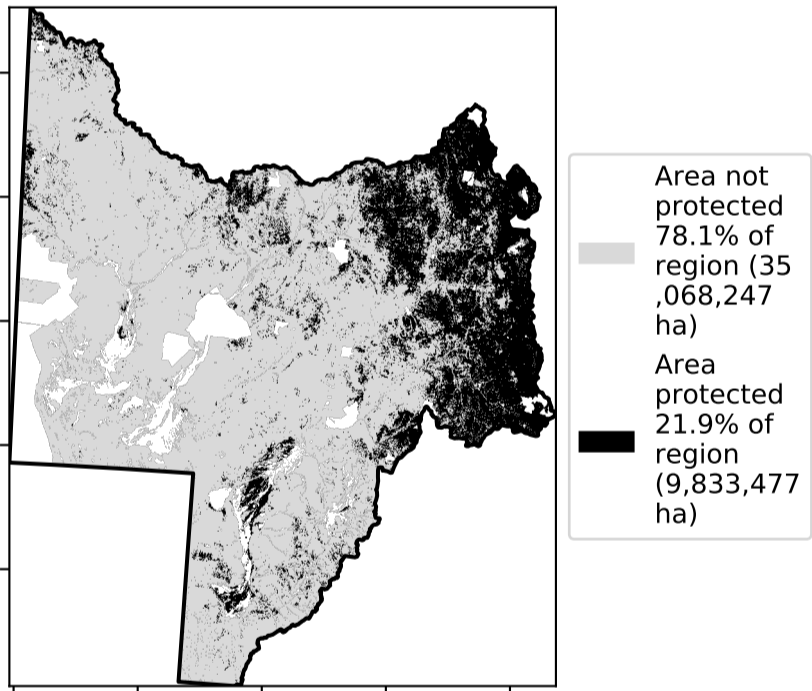 Area not
protected
78.1% of
region (35
,068,247
ha)
Area
protected
21.9% of
region
(9,833,477
ha)